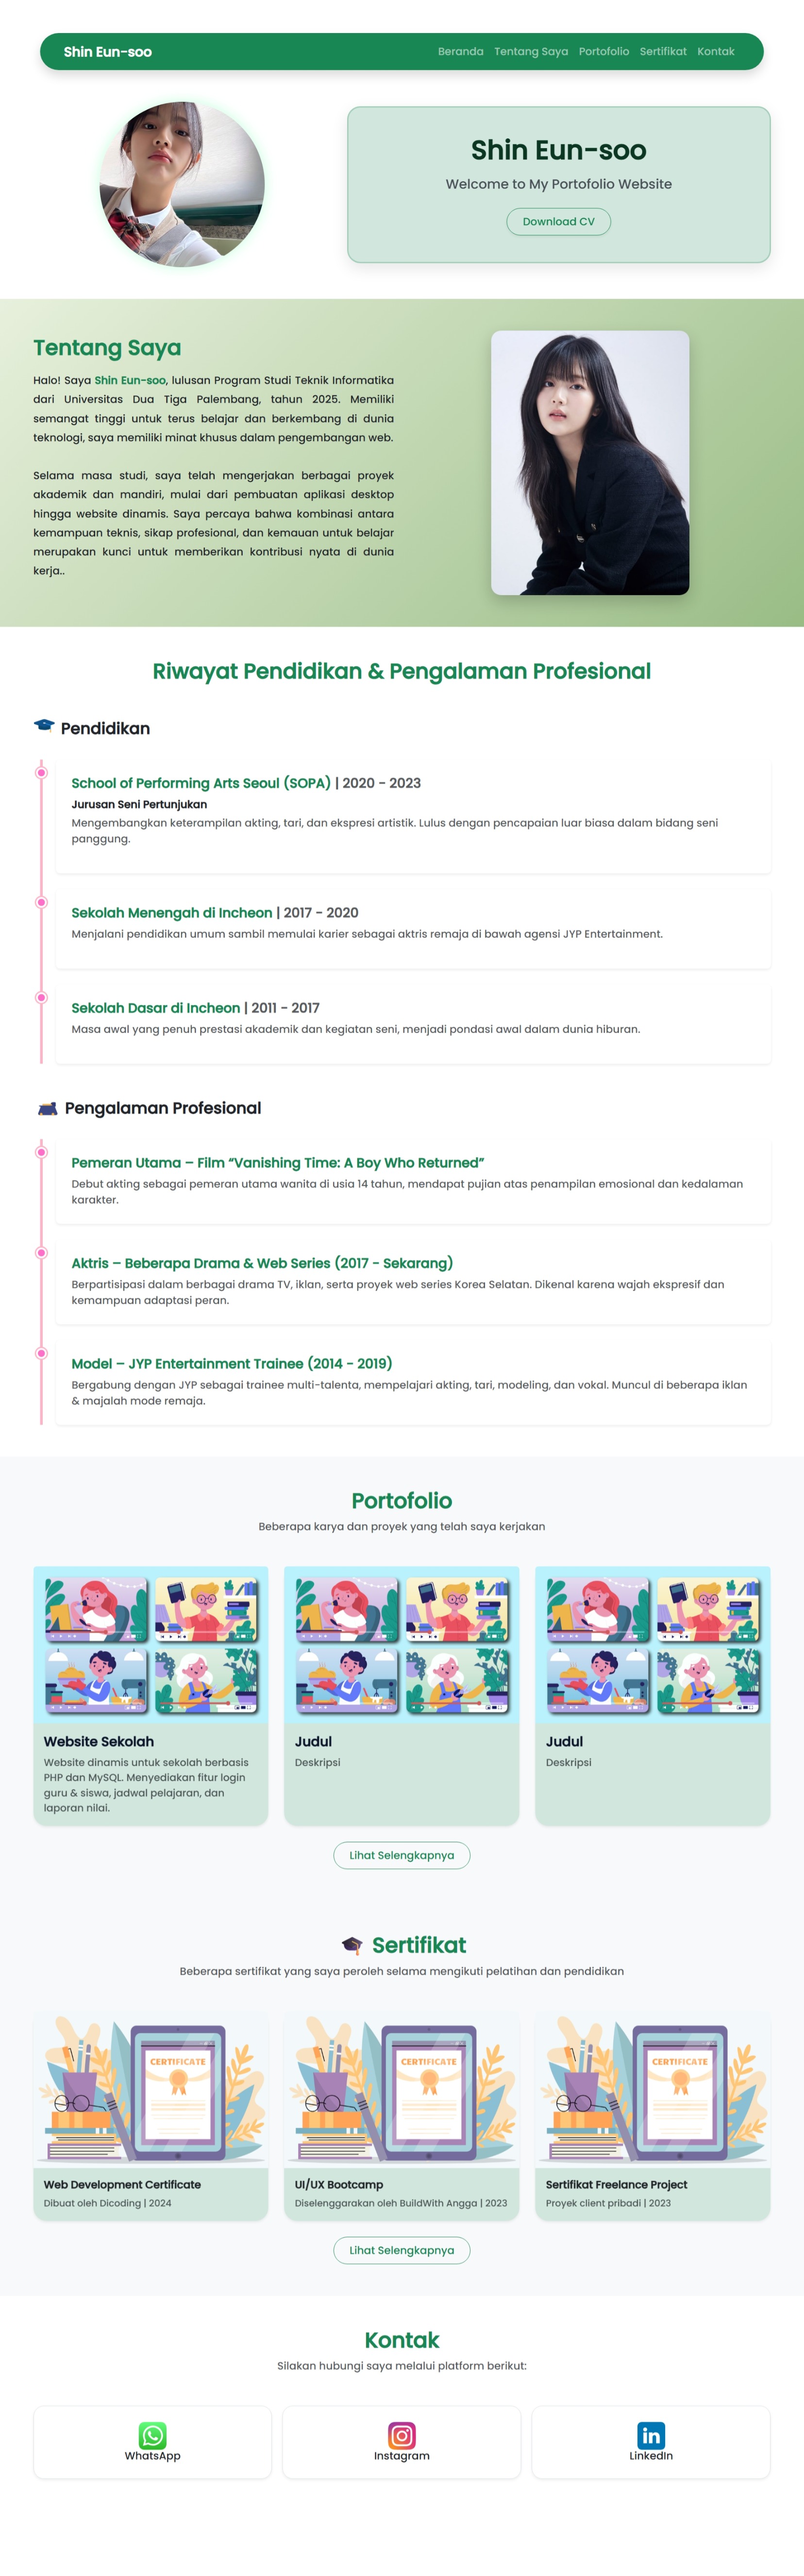 Shin Eun-soo
Beranda Tentang Saya Portofolio Sertifikat Kontak
Shin Eun-soo
Welcome to My Portofolio Website
Download CV
Tentang Saya
Halo! Saya Shin Eun-soo, lulusan Program Studi Teknik Informatika
dari Universitas Dua Tiga Palembang, tahun 2025. Memiliki
semangat tinggi untuk terus belajar dan berkembang di dunia
teknologi, saya memiliki minat khusus dalam pengembangan web.
Selama masa studi, saya telah mengerjakan berbagai proyek
akademik dan mandiri, mulai dari pembuatan aplikasi desktop
hingga website dinamis. Saya percaya bahwa kombinasi antara
kemampuan teknis, sikap profesional, dan kemauan untuk belajar
merupakan kunci untuk memberikan kontribusi nyata di dunia
kerja..
Riwayat Pendidikan & Pengalaman Profesional
Pendidikan
School of Performing Arts Seoul (SOPA) | 2020 - 2023
Jurusan Seni Pertunjukan
Mengembangkan keterampilan akting, tari, dan ekspresi artistik. Lulus dengan pencapaian luar biasa dalam bidang seni
panggung.
Sekolah Menengah di Incheon | 2017 - 2020
Menjalani pendidikan umum sambil memulai karier sebagai aktris remaja di bawah agensi JYP Entertainment.
Sekolah Dasar di Incheon | 2011 - 2017
Masa awal yang penuh prestasi akademik dan kegiatan seni, menjadi pondasi awal dalam dunia hiburan.
Pengalaman Profesional
Pemeran Utama – Film “Vanishing Time: A Boy Who Returned”
Debut akting sebagai pemeran utama wanita di usia 14 tahun, mendapat pujian atas penampilan emosional dan kedalaman
karakter.
Aktris – Beberapa Drama & Web Series (2017 - Sekarang)
Berpartisipasi dalam berbagai drama TV, iklan, serta proyek web series Korea Selatan. Dikenal karena wajah ekspresif dan
kemampuan adaptasi peran.
Model – JYP Entertainment Trainee (2014 - 2019)
Bergabung dengan JYP sebagai trainee multi-talenta, mempelajari akting, tari, modeling, dan vokal. Muncul di beberapa iklan
& majalah mode remaja.
Portofolio
Beberapa karya dan proyek yang telah saya kerjakan
Website Sekolah
Website dinamis untuk sekolah berbasis
PHP dan MySQL. Menyediakan fitur login
guru & siswa, jadwal pelajaran, dan
laporan nilai.
Judul
Deskripsi
Judul
Deskripsi
Lihat Selengkapnya
Sertifikat
Beberapa sertifikat yang saya peroleh selama mengikuti pelatihan dan pendidikan
CERTIFICATE
Web Development Certificate
Dibuat oleh Dicoding | 2024
CERTIFICATE
UI/UX Bootcamp
Diselenggarakan oleh BuildWith Angga | 2023
CERTIFICATE
Sertifikat Freelance Project
Proyek client pribadi | 2023
Lihat Selengkapnya
Kontak
Silakan hubungi saya melalui platform berikut:
WhatsApp
Instagram
in
LinkedIn